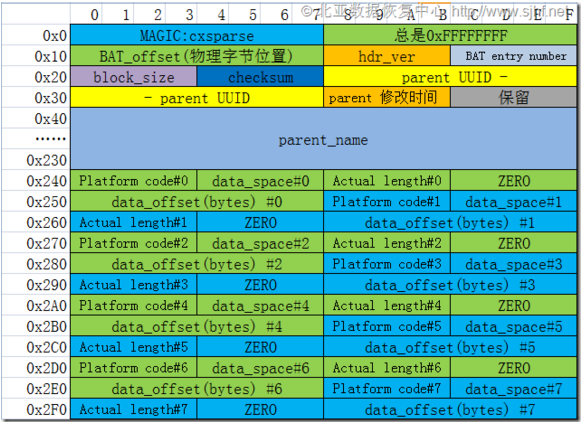 © 北亚数据恢复中心 http://www.sjhf.net
0 1 2 3 4 5 6 7 8 9 A B C D E F
0x0 MAGIC:cxsparse 总是0xFFFFFFFF
0x10 BAT_offset(物理字节位置) hdr_ver BAT entry number
0x20 block_size checksum parent UUID -
0x30 - parent UUID parent 修改时间 保留
0x40
…… parent_name
0x230
0x240 Platform code#0 data_space#0 Actual length#0 ZERO
0x250 data_offset(bytes) #0 Platform code#1 data_space#1
0x260 Actual length#1 ZERO data_offset(bytes) #1
0x270 Platform code#2 data_space#2 Actual length#2 ZERO
0x280 data_offset(bytes) #2 Platform code#3 data_space#3
0x290 Actual length#3 ZERO data_offset(bytes) #3
0x2A0 Platform code#4 data_space#4 Actual length#4 ZERO
0x2B0 data_offset(bytes) #4 Platform code#5 data_space#5
0x2C0 Actual length#5 ZERO data_offset(bytes) #5
0x2D0 Platform code#6 data_space#6 Actual length#6 ZERO
0x2E0 data_offset(bytes) #6 Platform code#7 data_space#7
0x2F0 Actual length#7 ZERO data_offset(bytes) #7